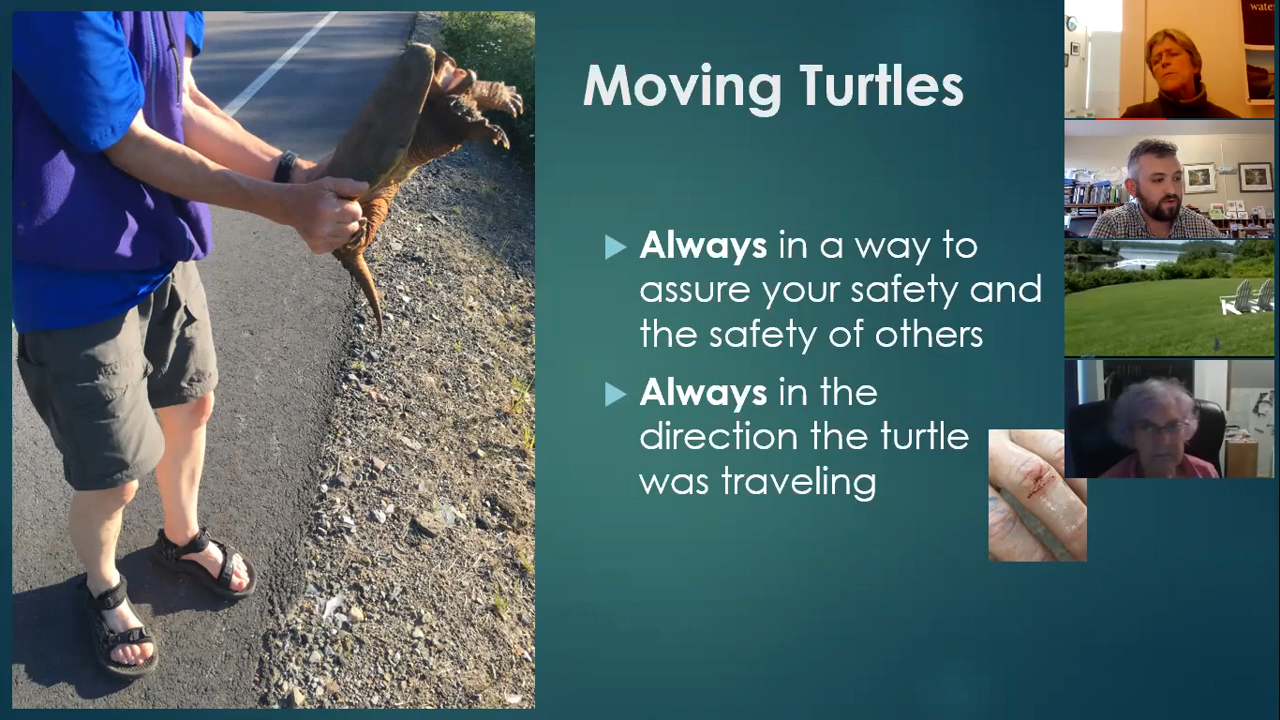 Moving Turtles
Always in a way to
assure your safety and
the safety of others
Always in the
direction the turtle
was traveling
water